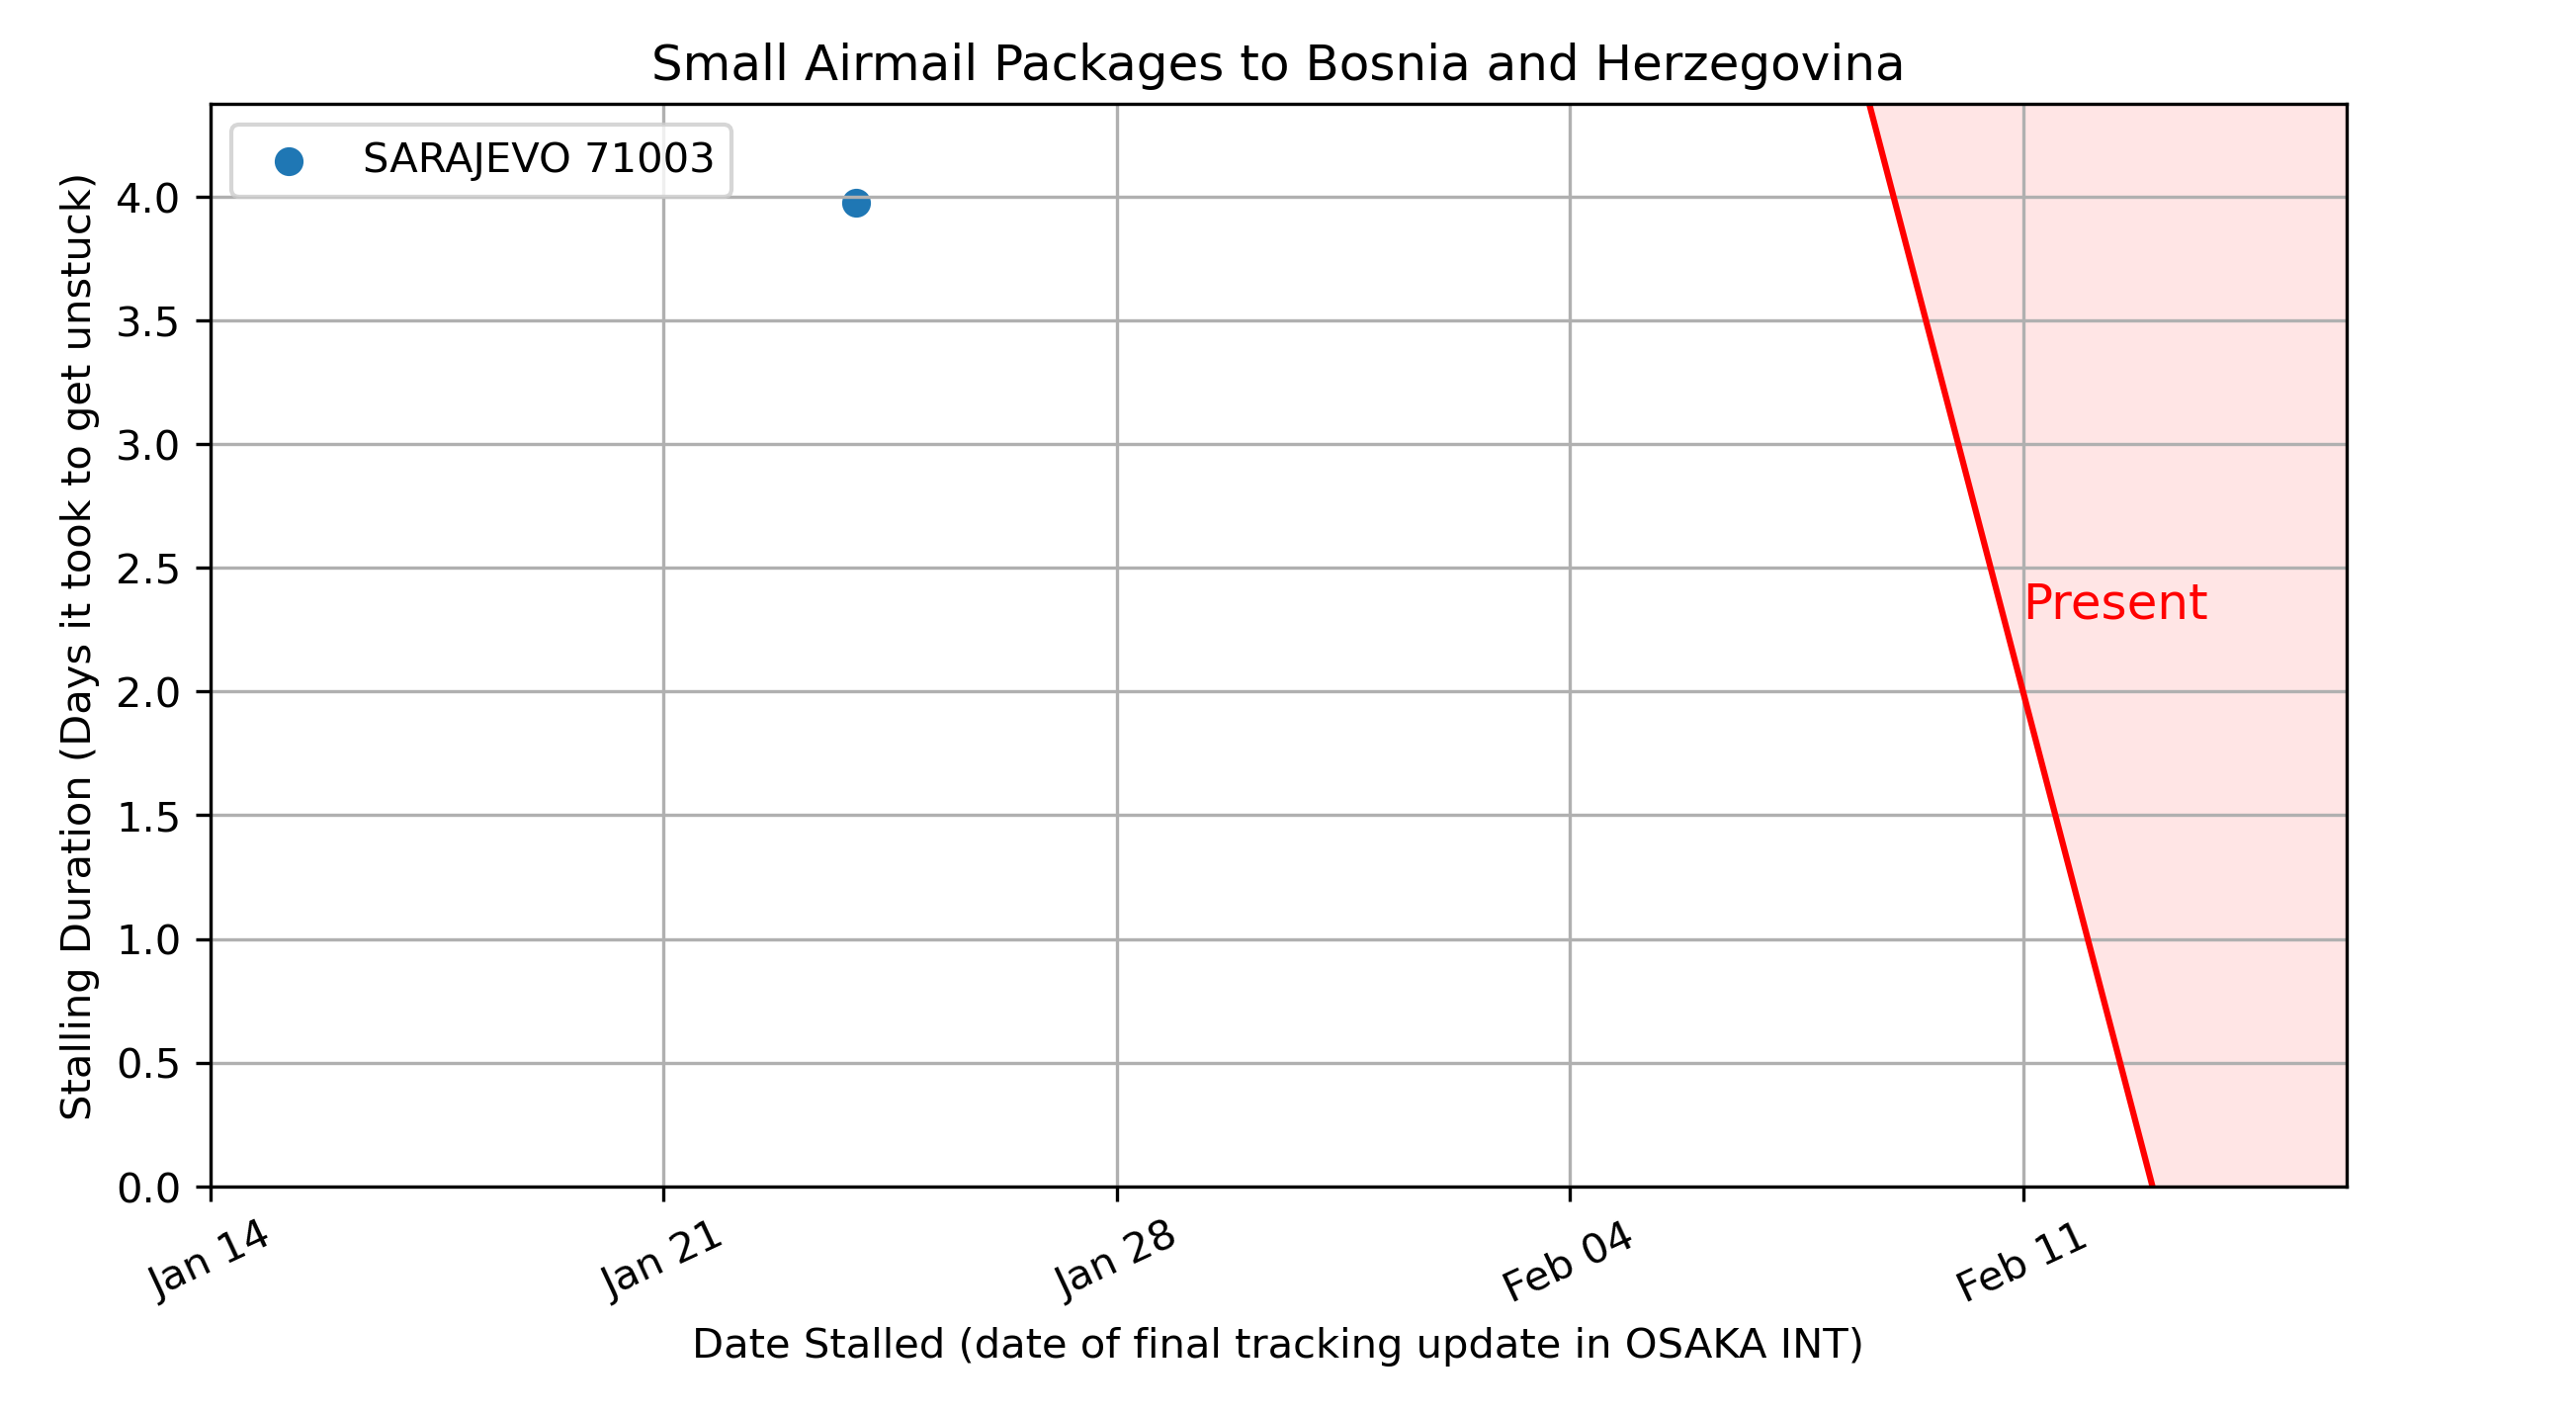 Small Airmail Packages to Bosnia and Herzegovina
SARAJEVO 71003
Stalling Duration (Days it took to get unstuck)
4.0
3.5
3.0
2.5
2.0
1.5
1.0
0.5
0.0
Present
Jan 14
Jan 21
Jan 28
Feb 04
Feb 11
Date Stalled (date of final tracking update in OSAKA INT)